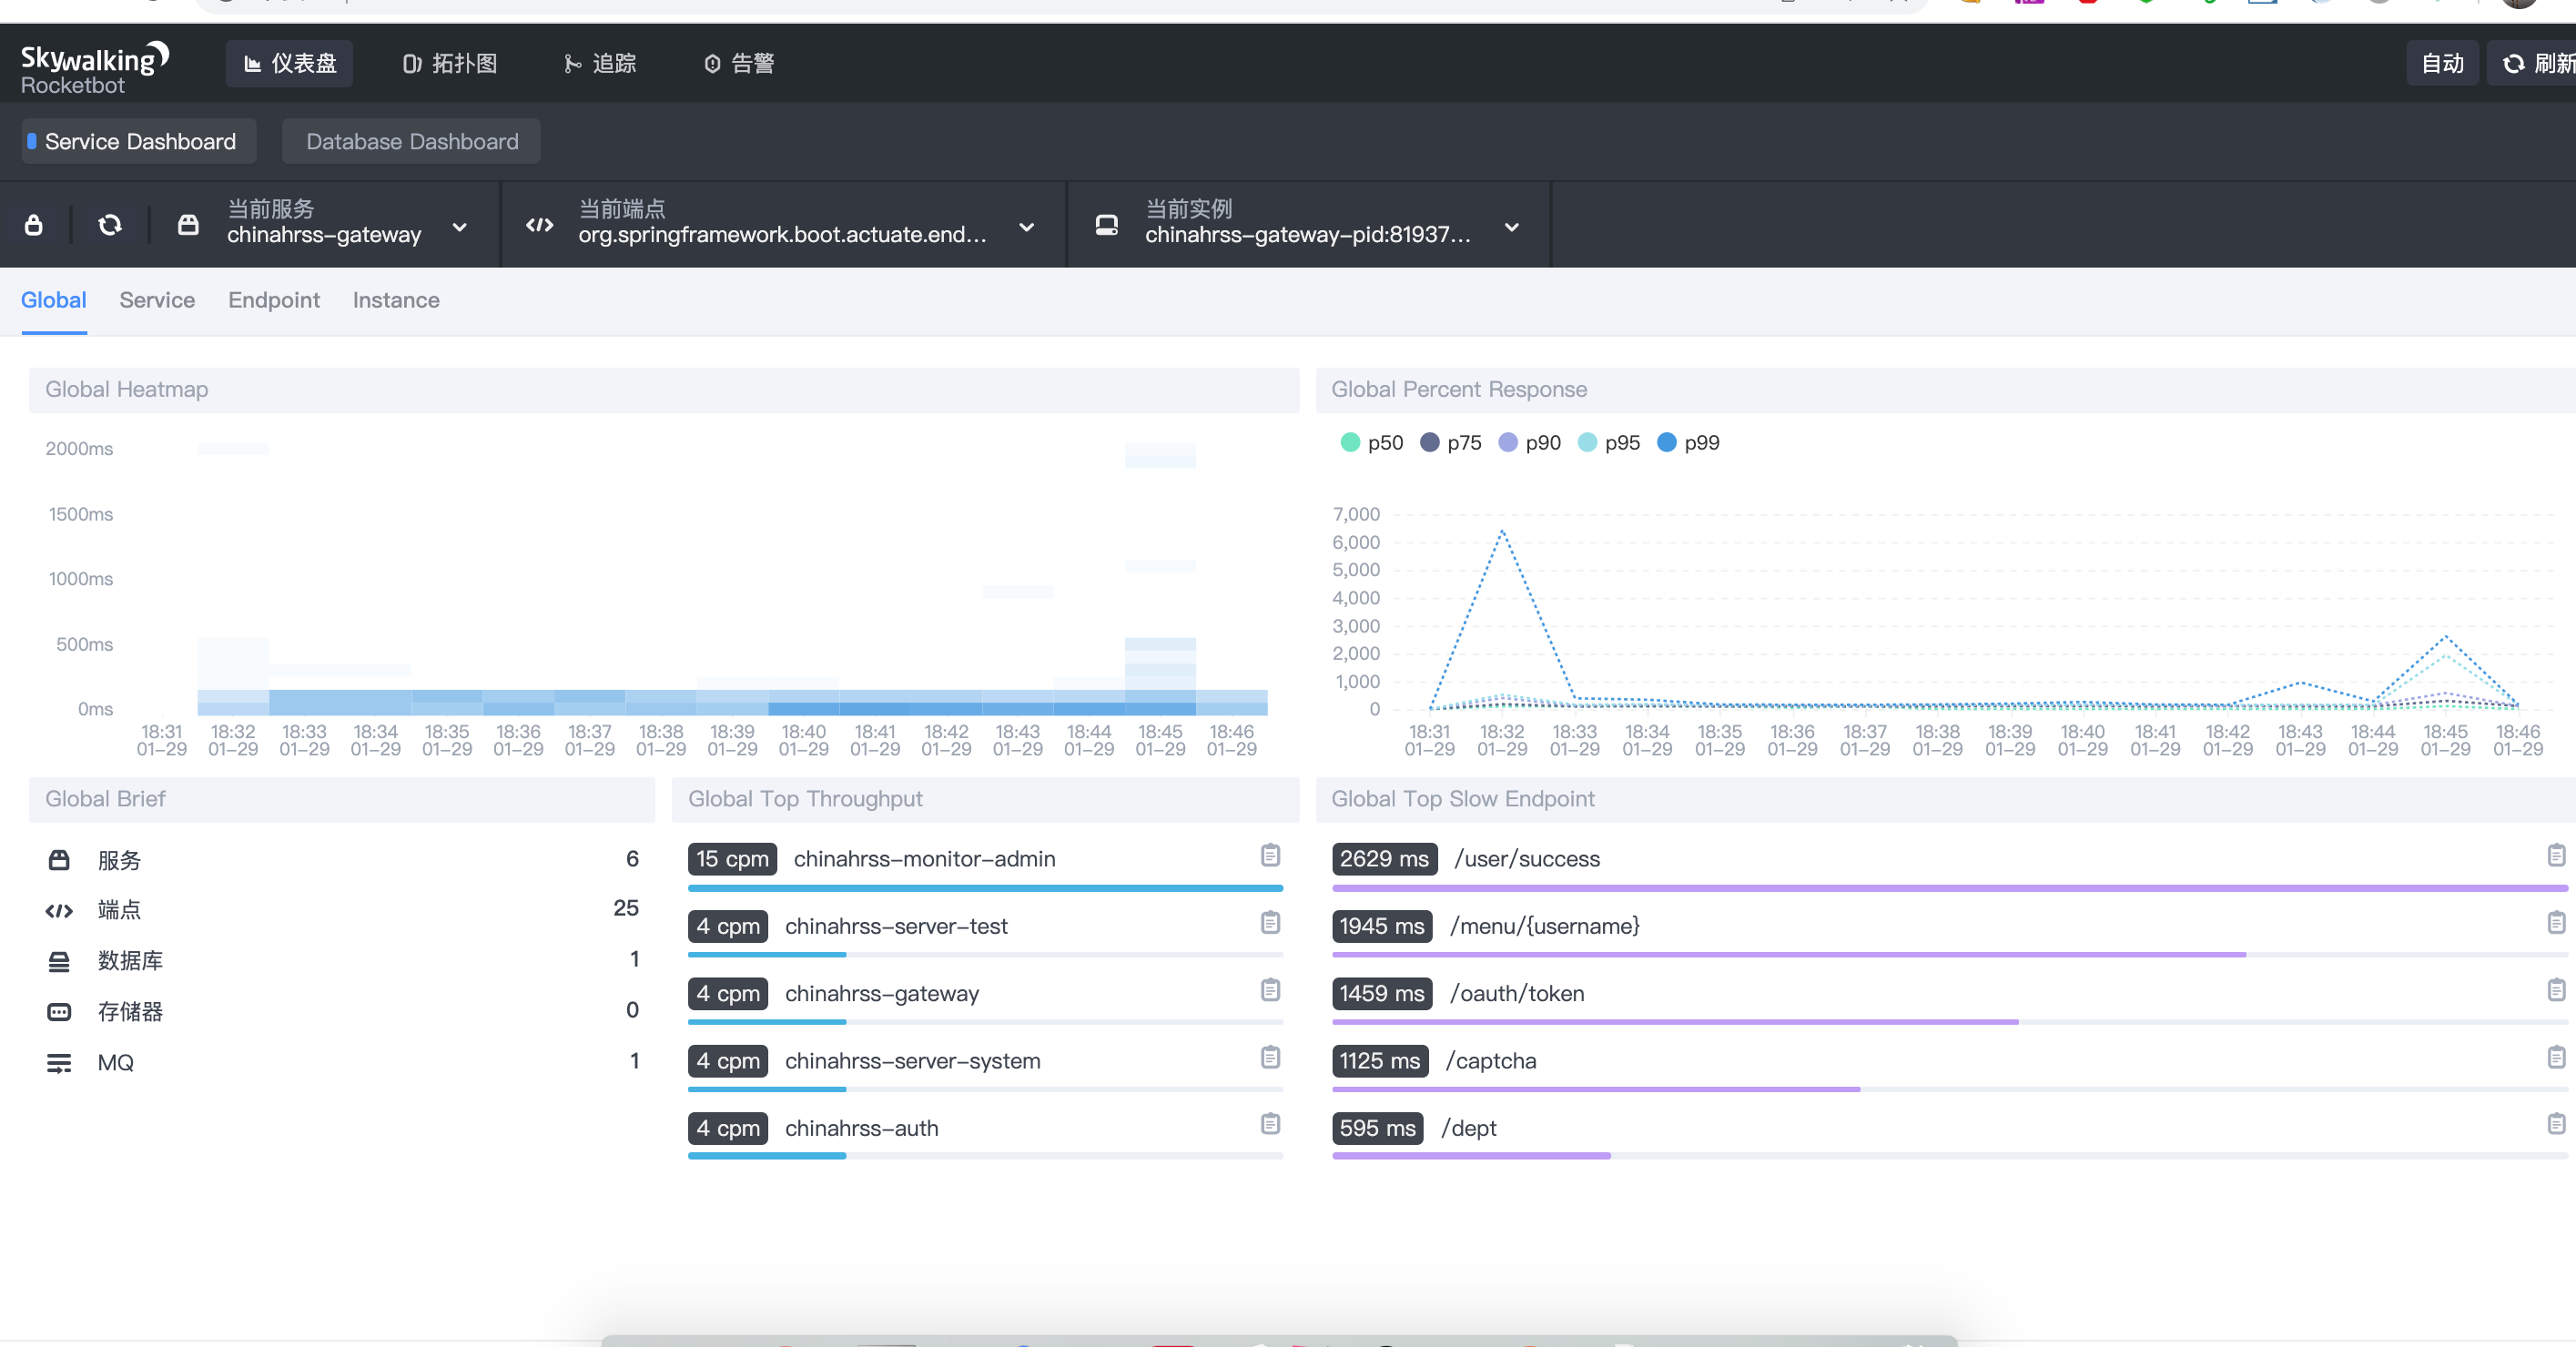 Skywalking
Rocketbot
仪表盘
拓扑图
追踪
告警
自动
刷新
Service Dashboard
Database Dashboard
当前服务
chinahrss-gateway
当前端点
org.springframework.boot.actuate.end...
当前实例
chinahrss-gateway-pid:81937...
Global
Service
Endpoint
Instance
Global Heatmap
2000ms
1500ms
1000ms
500ms
0ms
18:31 18:32 18:33 18:34 18:35 18:36 18:37 18:38 18:39 18:40 18:41 18:42 18:43 18:44 18:45 18:46
01-29 01-29 01-29 01-29 01-29 01-29 01-29 01-29 01-29 01-29 01-29 01-29 01-29 01-29 01-29 01-29
Global Percent Response
p50 p75 p90 p95 p99
7,000
6,000
5,000
4,000
3,000
2,000
1,000
0
18:31 18:32 18:33 18:34 18:35 18:36 18:37 18:38 18:39 18:40 18:41 18:42 18:43 18:44 18:45 18:46
01-29 01-29 01-29 01-29 01-29 01-29 01-29 01-29 01-29 01-29 01-29 01-29 01-29 01-29 01-29 01-29
Global Brief
服务 6
端点 25
数据库 1
存储器 0
MQ 1
Global Top Throughput
15 cpm chinahrss-monitor-admin
4 cpm chinahrss-server-test
4 cpm chinahrss-gateway
4 cpm chinahrss-server-system
4 cpm chinahrss-auth
Global Top Slow Endpoint
2629 ms /user/success
1945 ms /menu/{username}
1459 ms /oauth/token
1125 ms /captcha
595 ms /dept